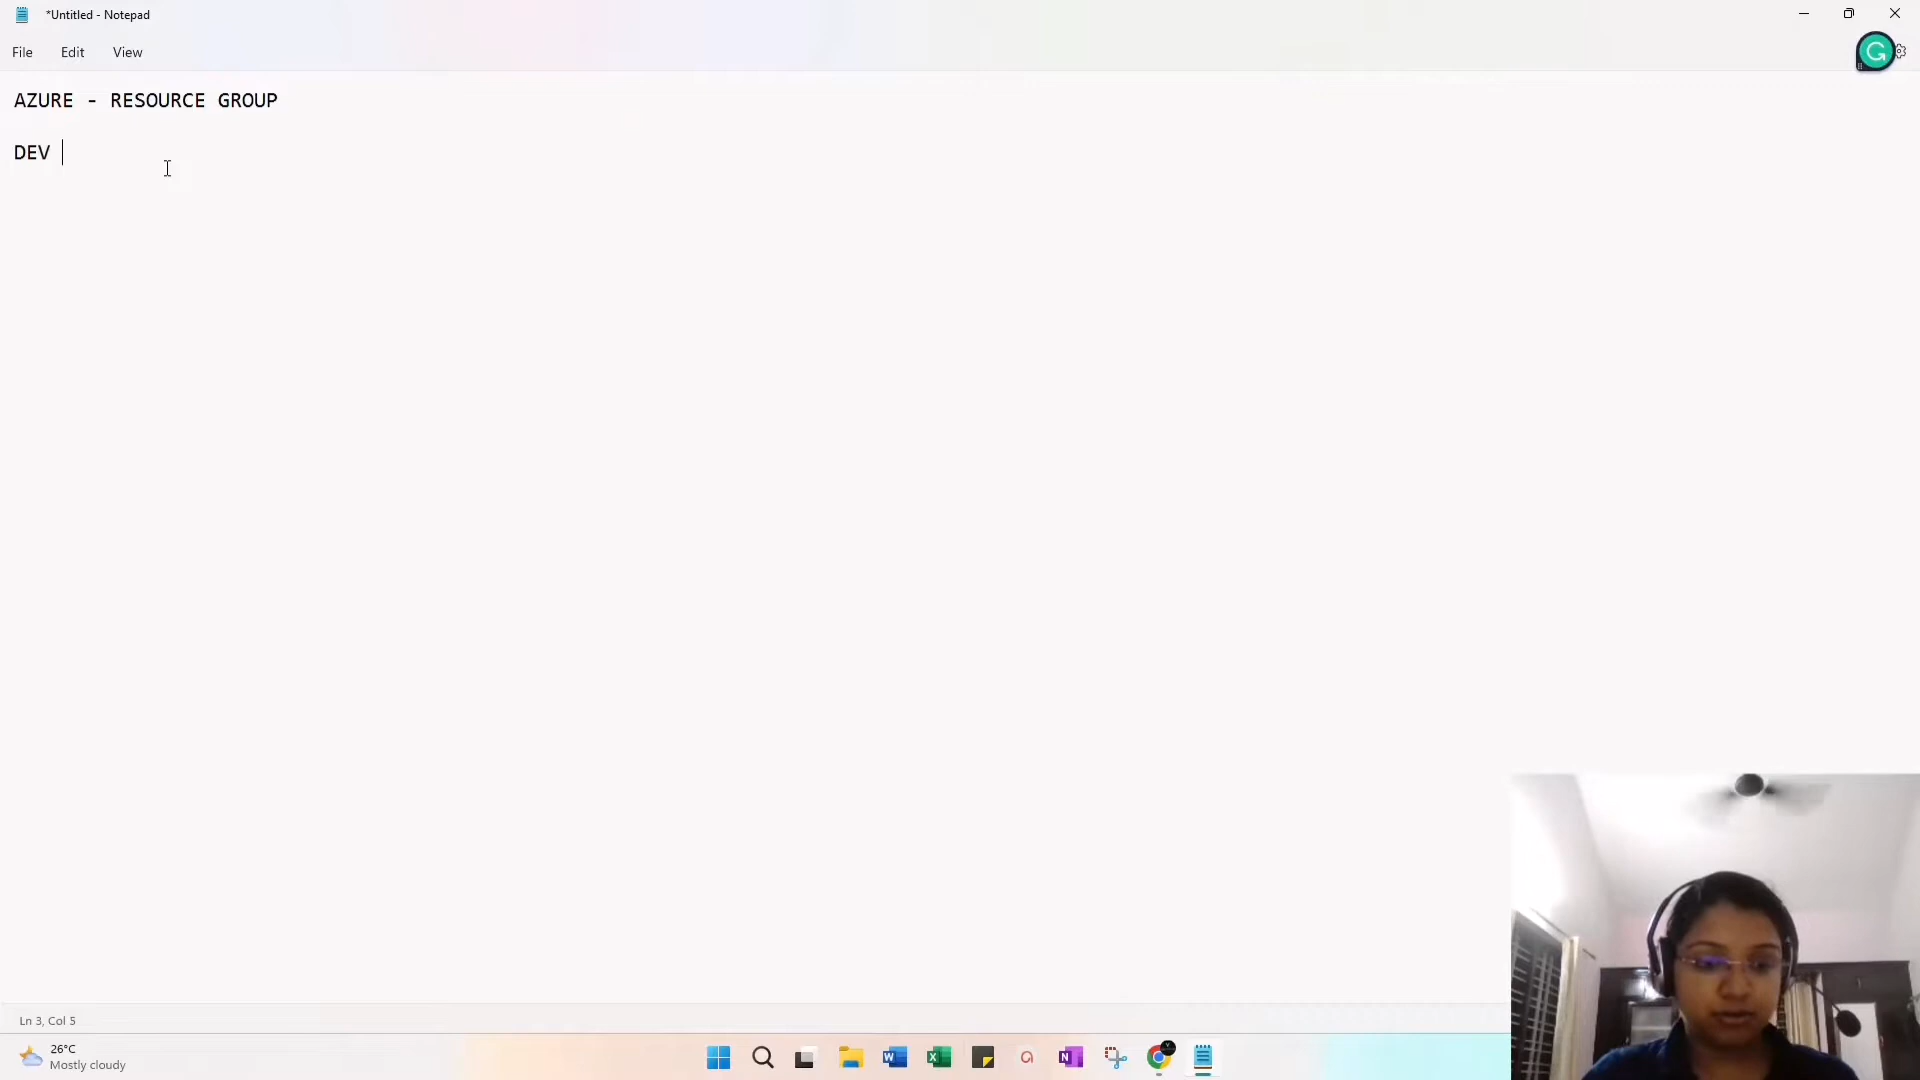 *Untitled - Notepad
File Edit View
AZURE - RESOURCE GROUP
DEV
Ln 3, Col 5
26°C
Mostly cloudy